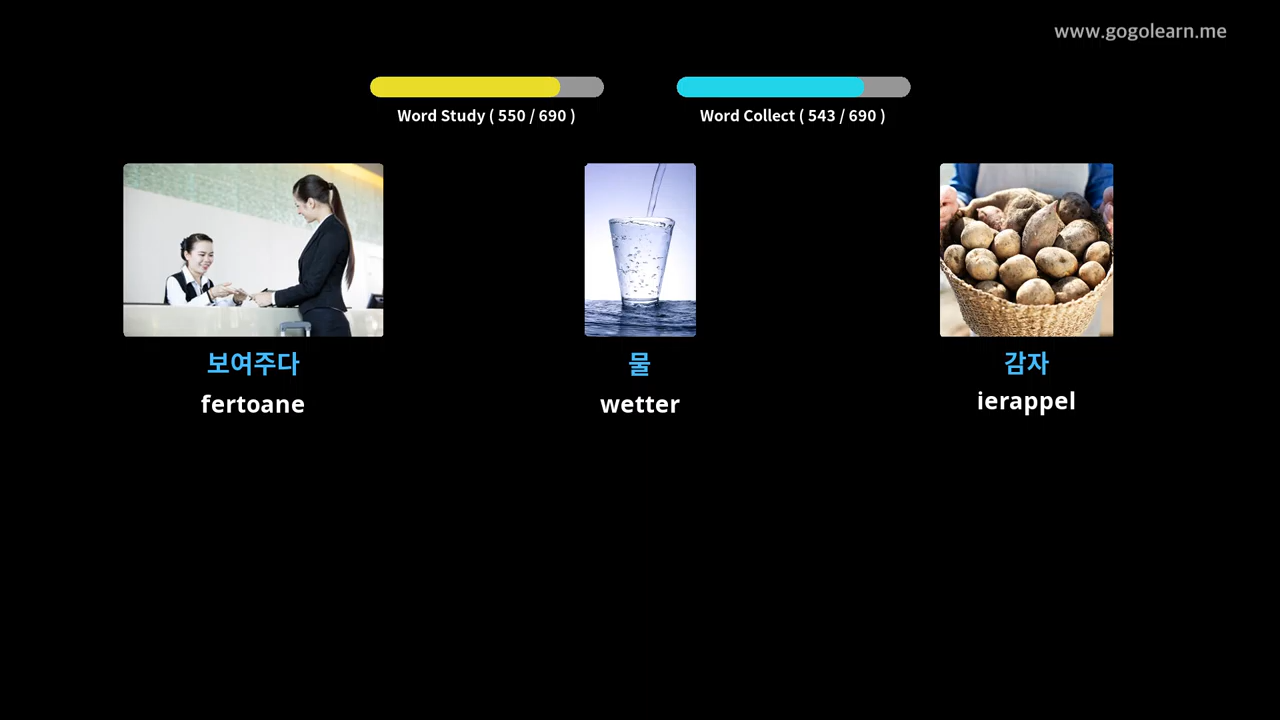 www.gogolearn.me
Word Study ( 550 / 690 )
Word Collect ( 543 / 690 )
보여주다
fertoane
물
wetter
감자
ierappel